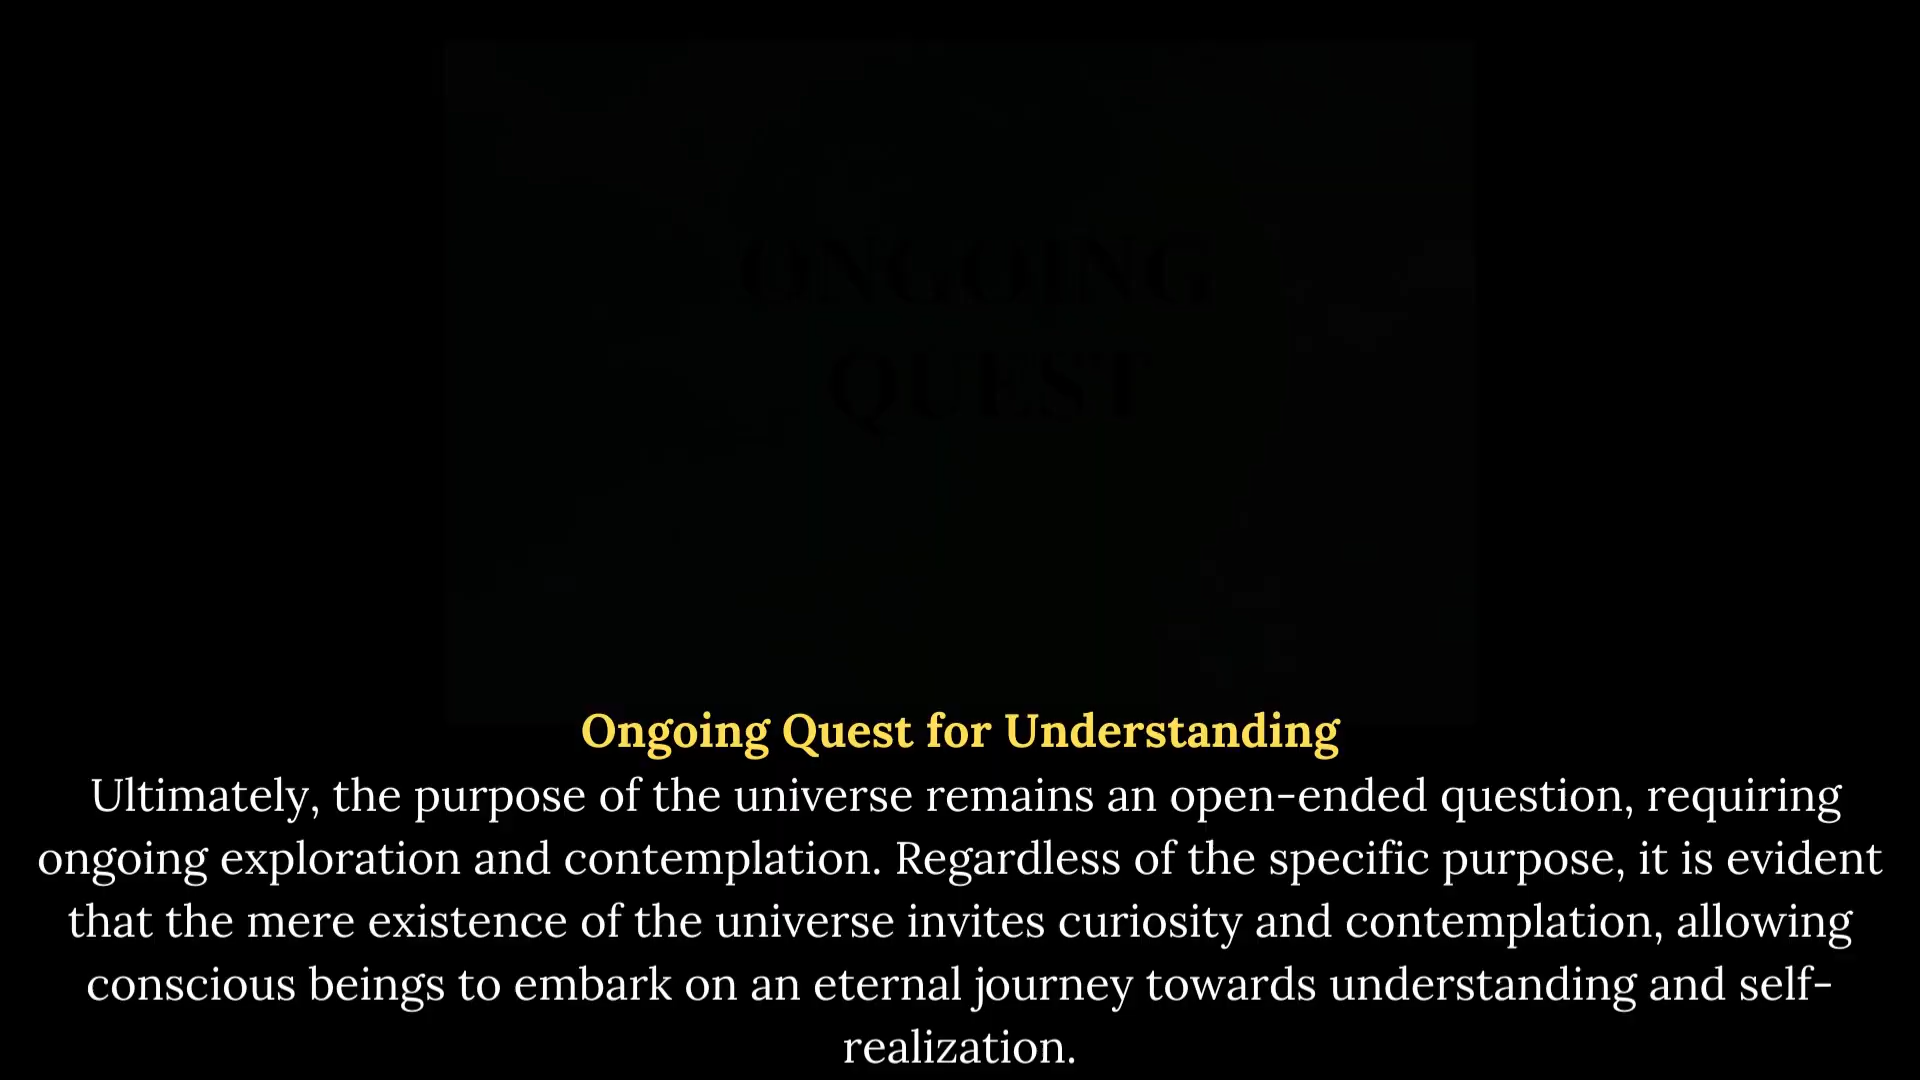 ONGOING
QUEST
Ongoing Quest for Understanding
Ultimately, the purpose of the universe remains an open-ended question, requiring
ongoing exploration and contemplation. Regardless of the specific purpose, it is evident
that the mere existence of the universe invites curiosity and contemplation, allowing
conscious beings to embark on an eternal journey towards understanding and self-
realization.